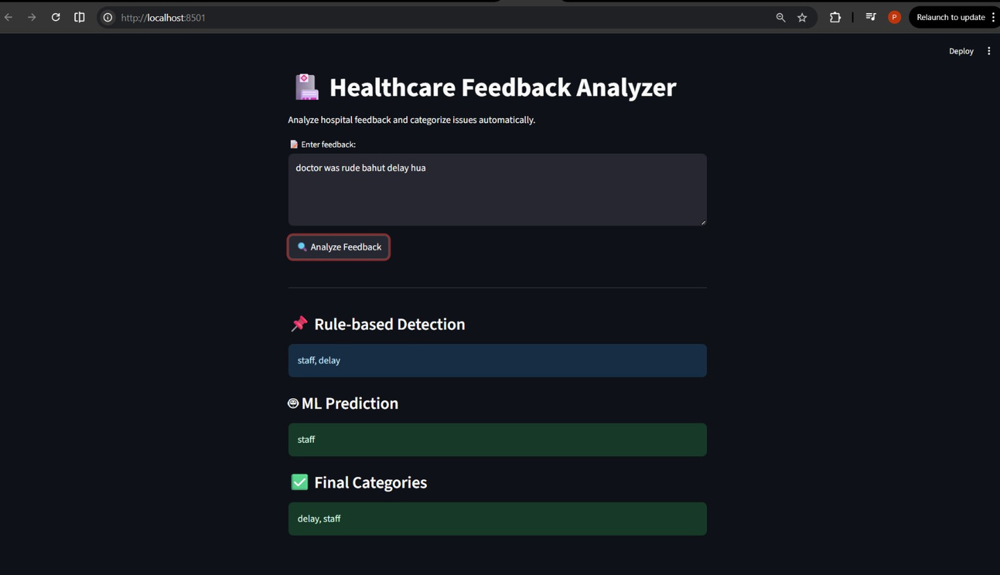 http://localhost:8501
P
Relaunch to update
Deploy
Healthcare Feedback Analyzer
Analyze hospital feedback and categorize issues automatically.
Enter feedback:
doctor was rude bahut delay hua
Analyze Feedback
Rule-based Detection
staff, delay
ML Prediction
staff
Final Categories
delay, staff